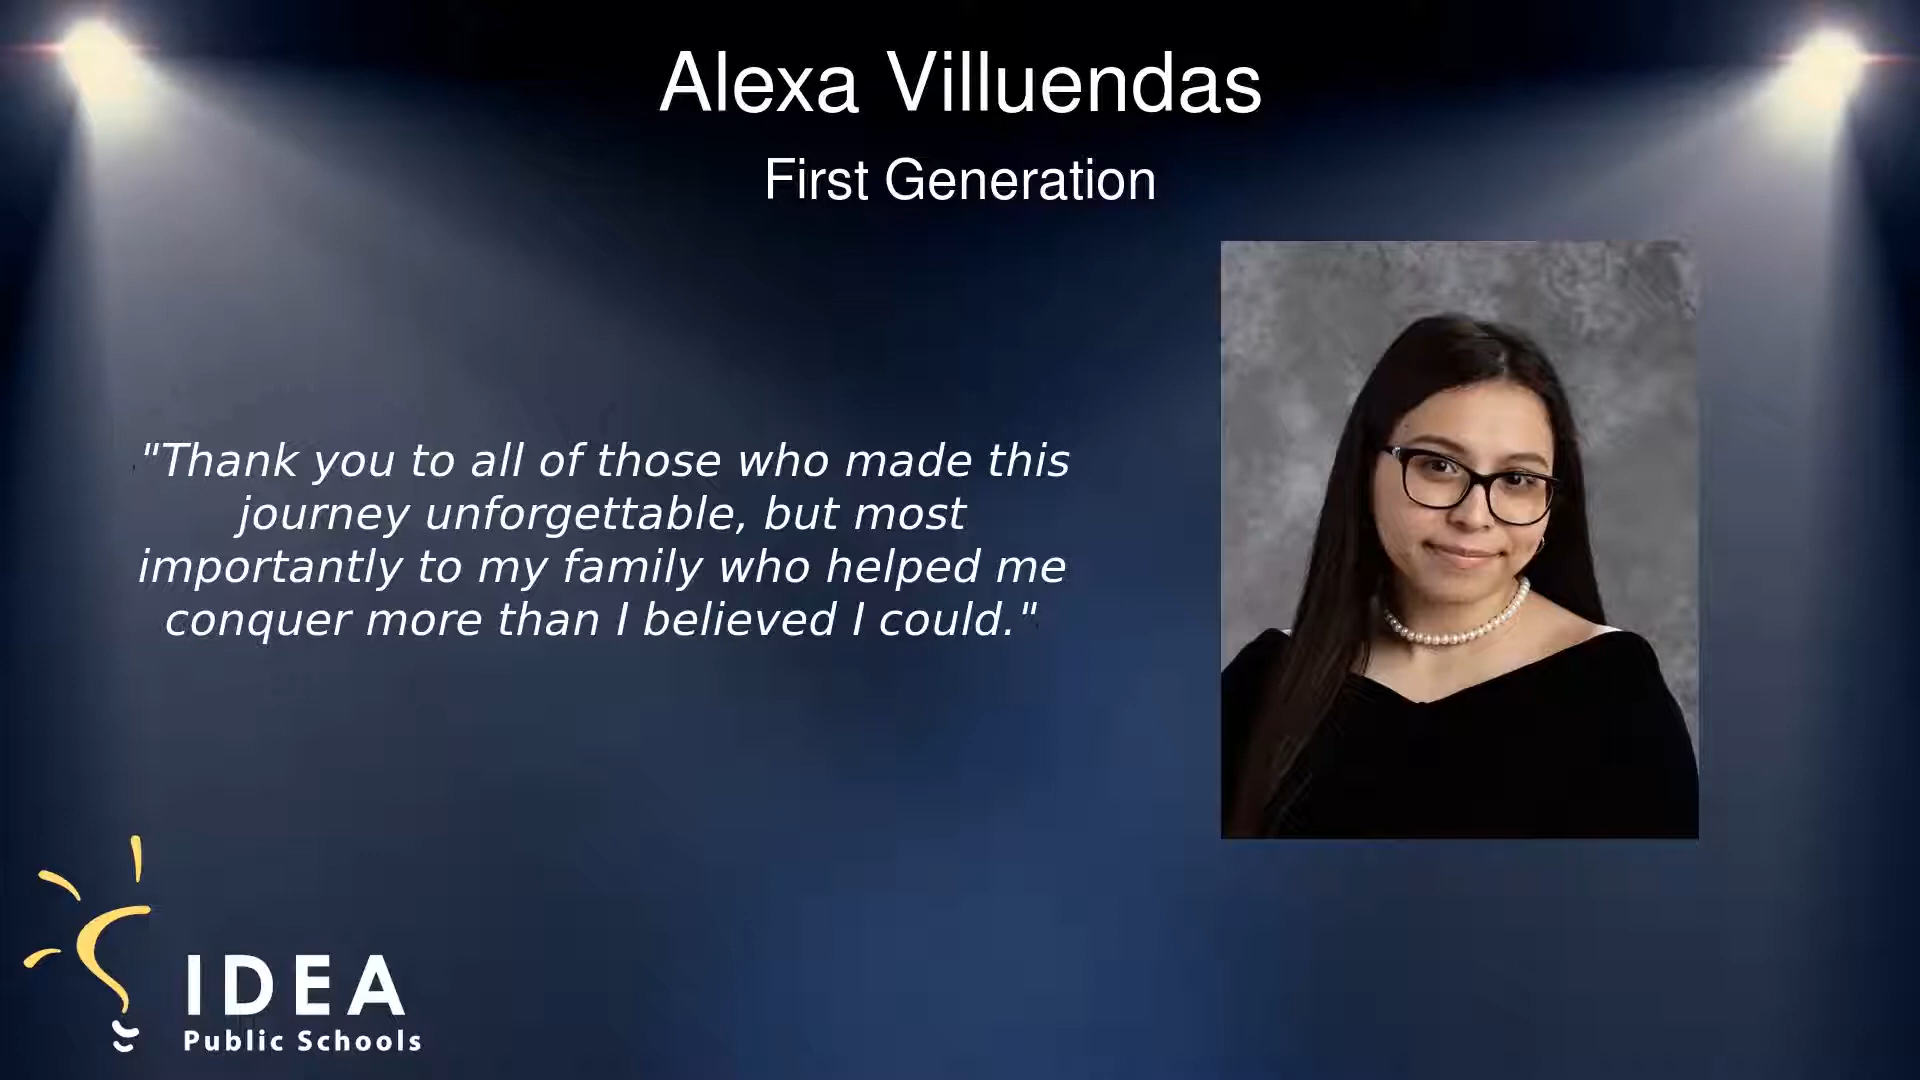 Alexa Villuendas
First Generation
"Thank you to all of those who made this
journey unforgettable, but most
importantly to my family who helped me
conquer more than I believed I could."
IDEA
Public Schools